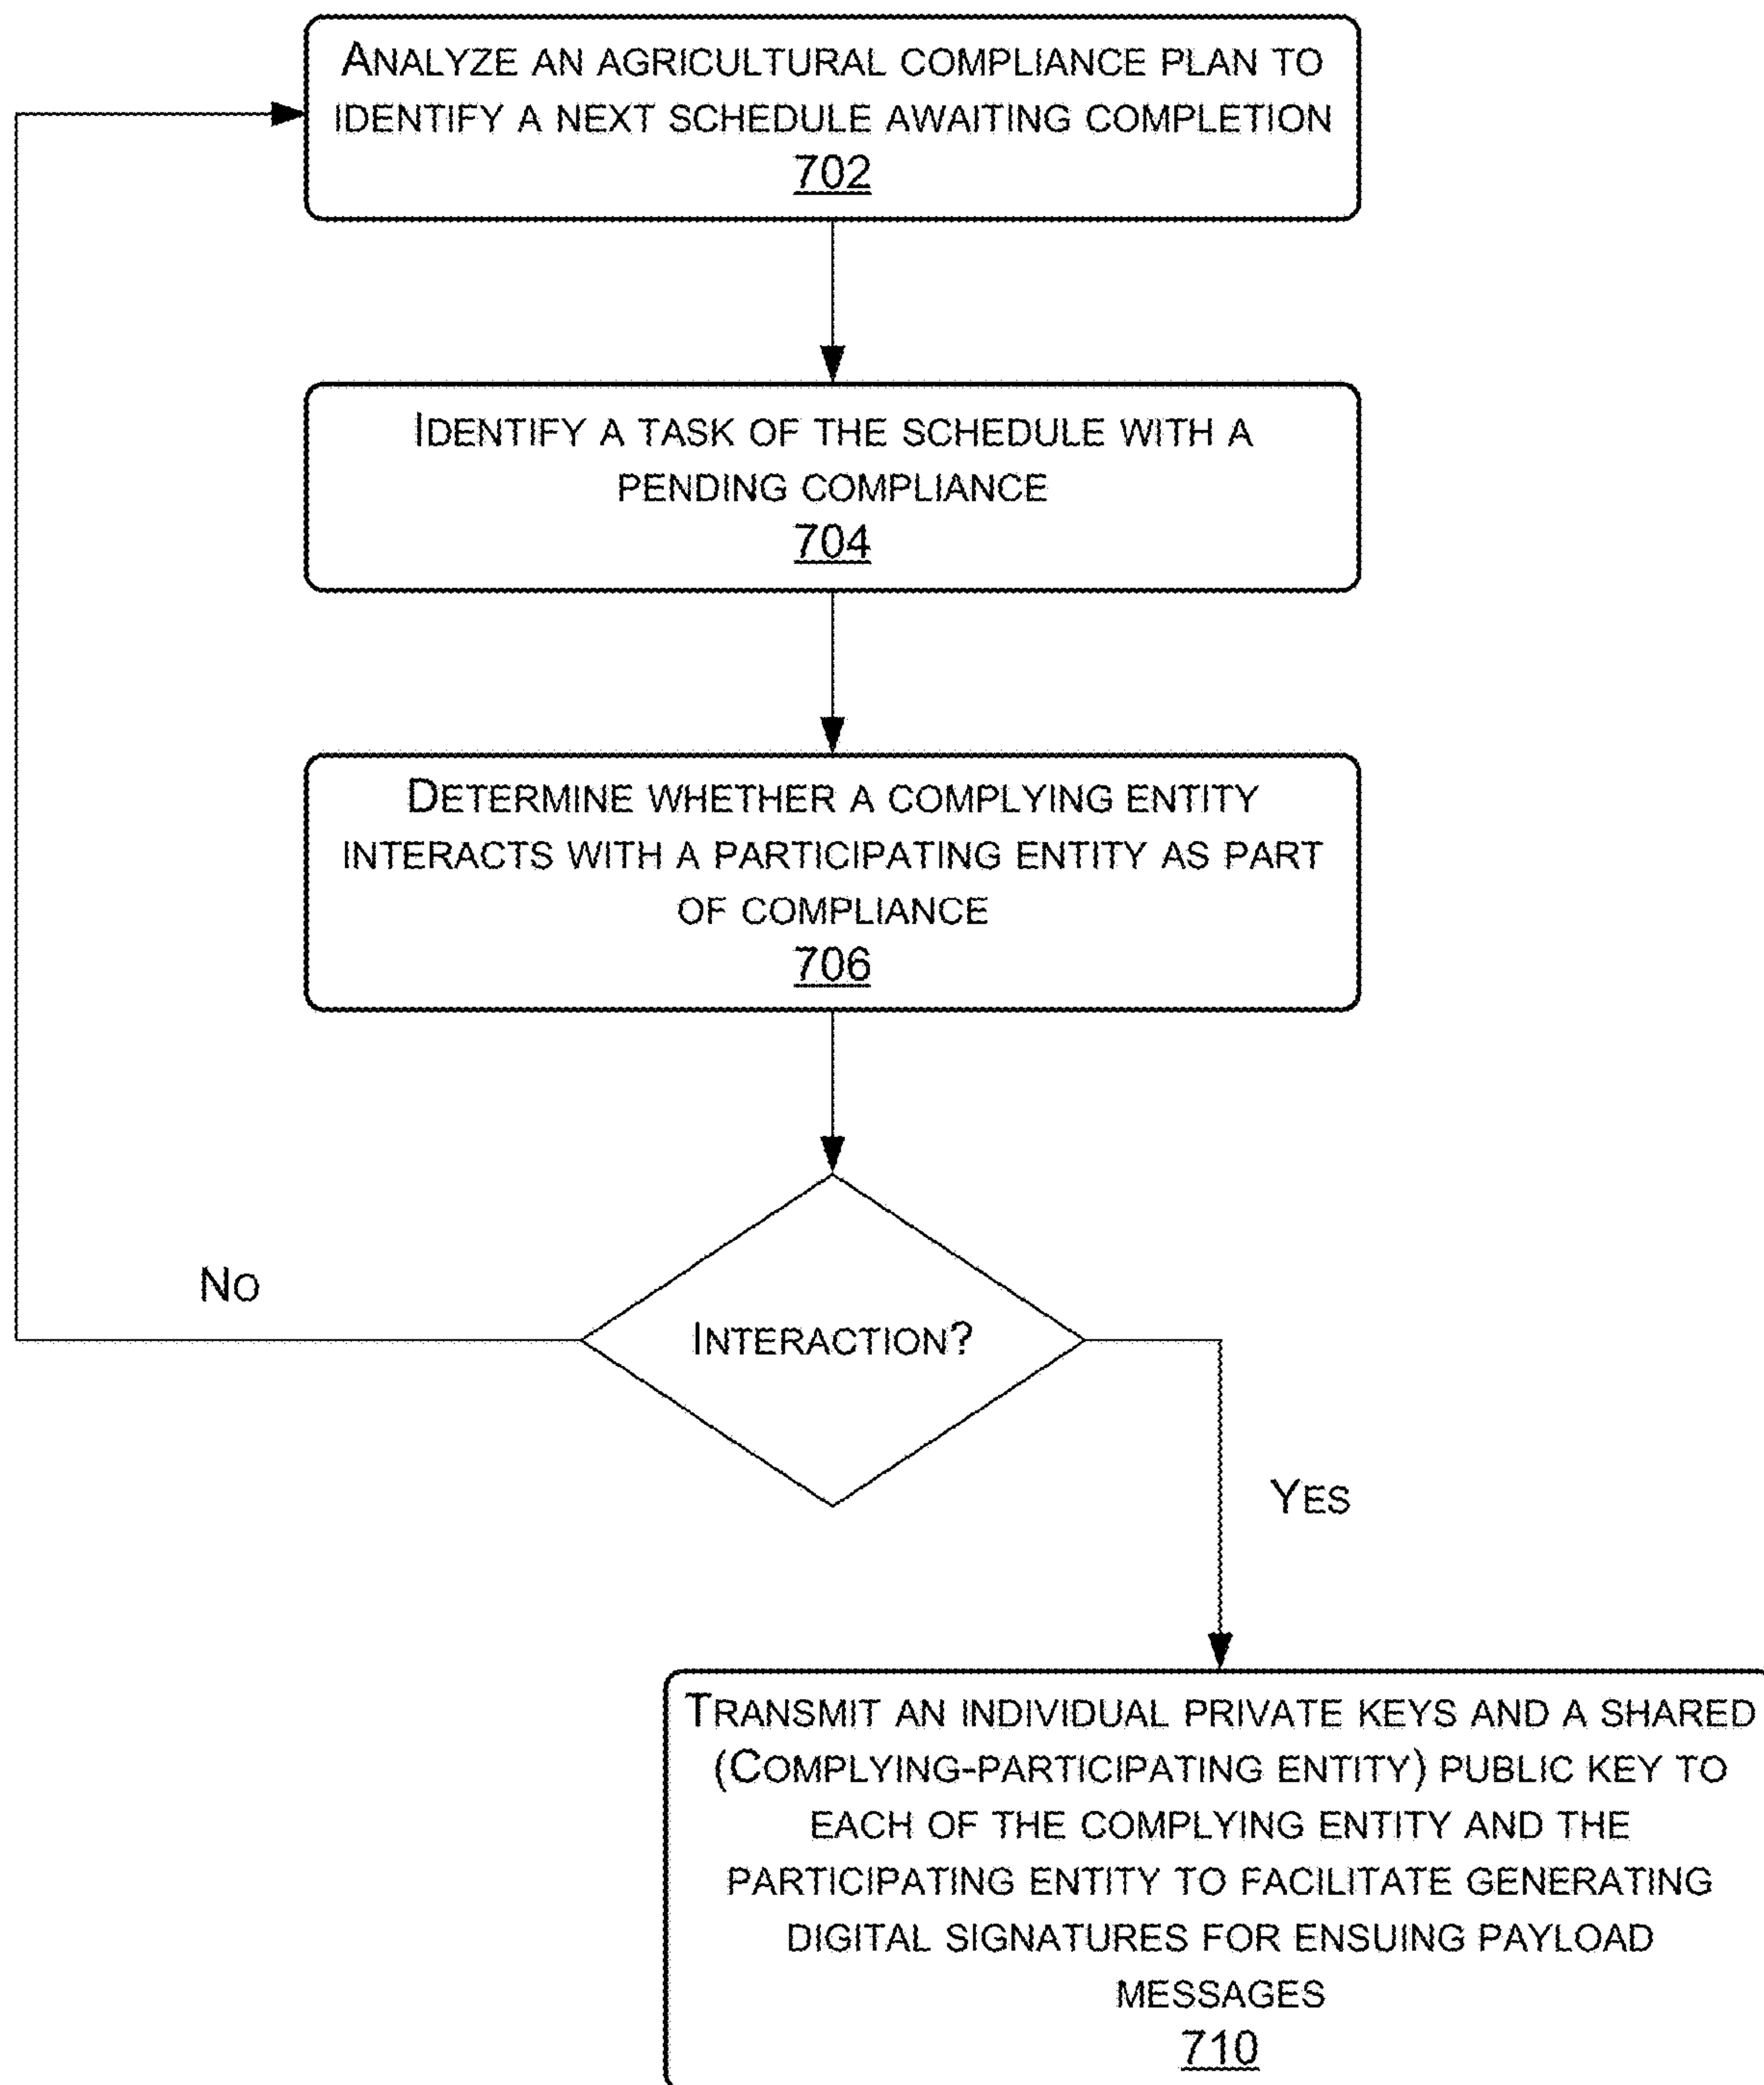 ANALYZE AN AGRICULTURAL COMPLIANCE PLAN TO
IDENTIFY A NEXT SCHEDULE AWAITING COMPLETION
702
IDENTIFY A TASK OF THE SCHEDULE WITH A
PENDING COMPLIANCE
704
DETERMINE WHETHER A COMPLYING ENTITY
INTERACTS WITH A PARTICIPATING ENTITY AS PART
OF COMPLIANCE
706
INTERACTION?
NO
YES
TRANSMIT AN INDIVIDUAL PRIVATE KEYS AND A SHARED
(COMPLYING-PARTICIPATING ENTITY) PUBLIC KEY TO
EACH OF THE COMPLYING ENTITY AND THE
PARTICIPATING ENTITY TO FACILITATE GENERATING
DIGITAL SIGNATURES FOR ENSUING PAYLOAD
MESSAGES
710